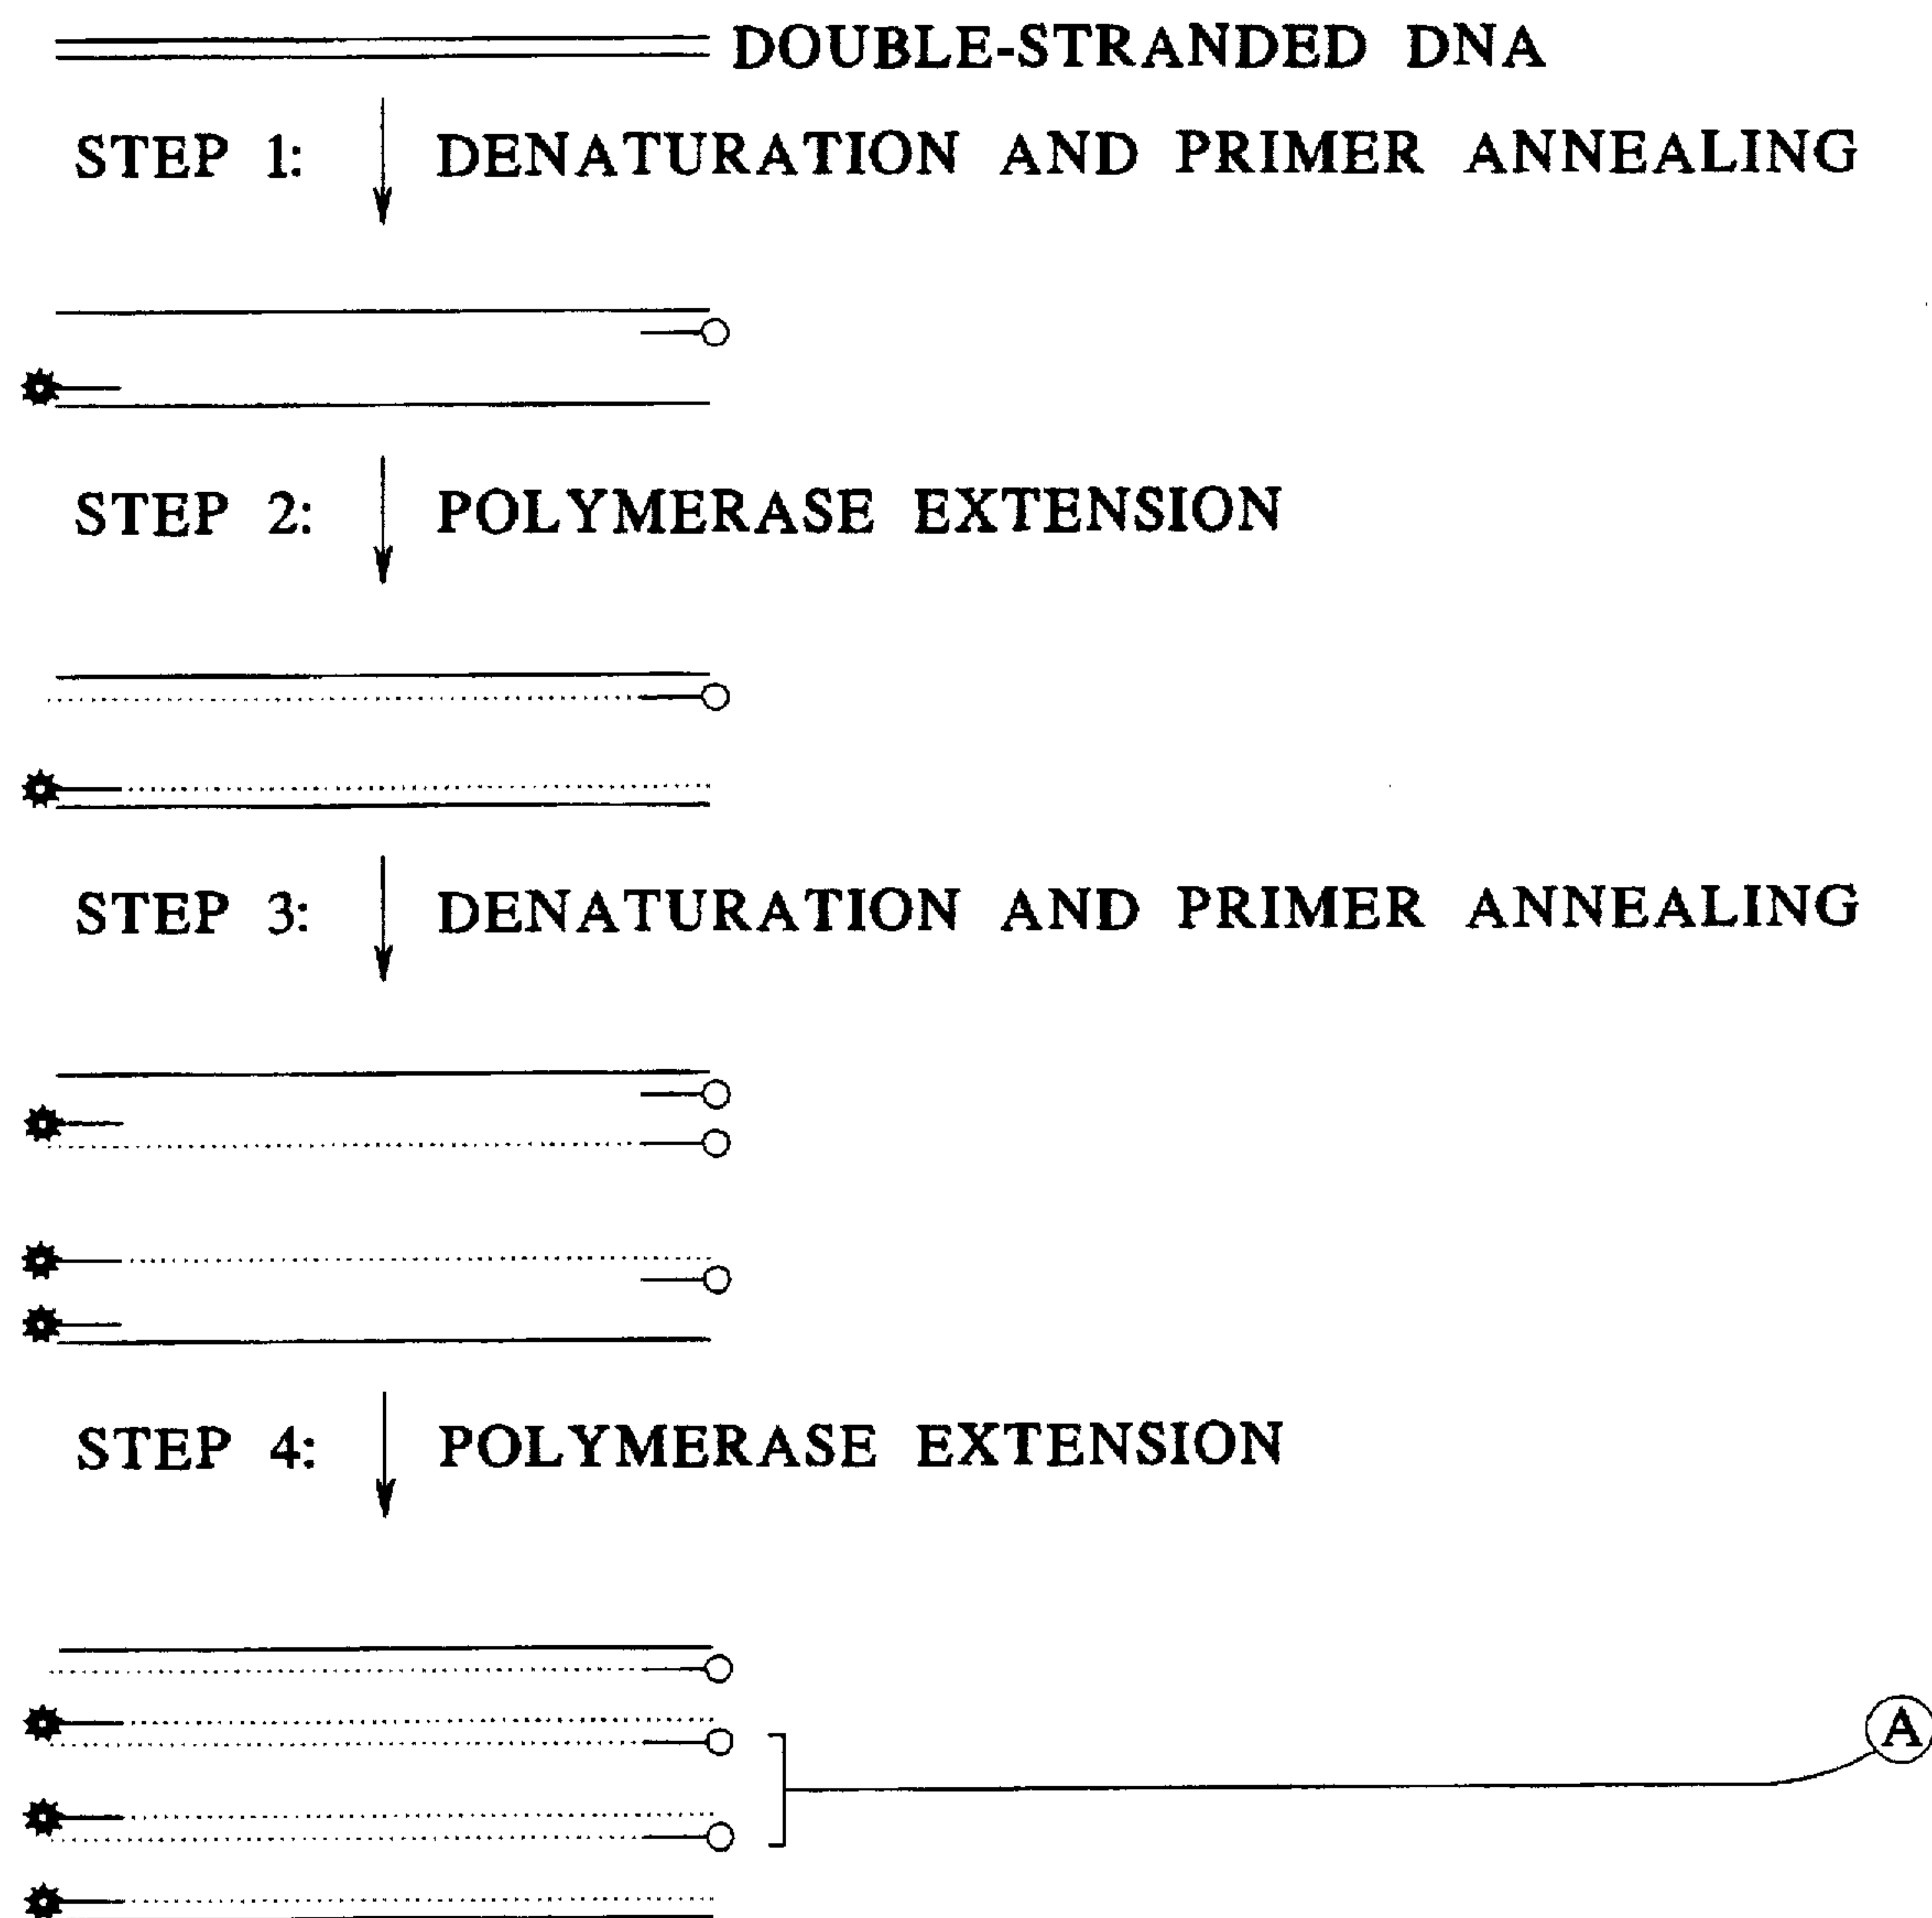 DOUBLE-STRANDED DNA
STEP 1: DENATURATION AND PRIMER ANNEALING
STEP 2: POLYMERASE EXTENSION
STEP 3: DENATURATION AND PRIMER ANNEALING
STEP 4: POLYMERASE EXTENSION
A